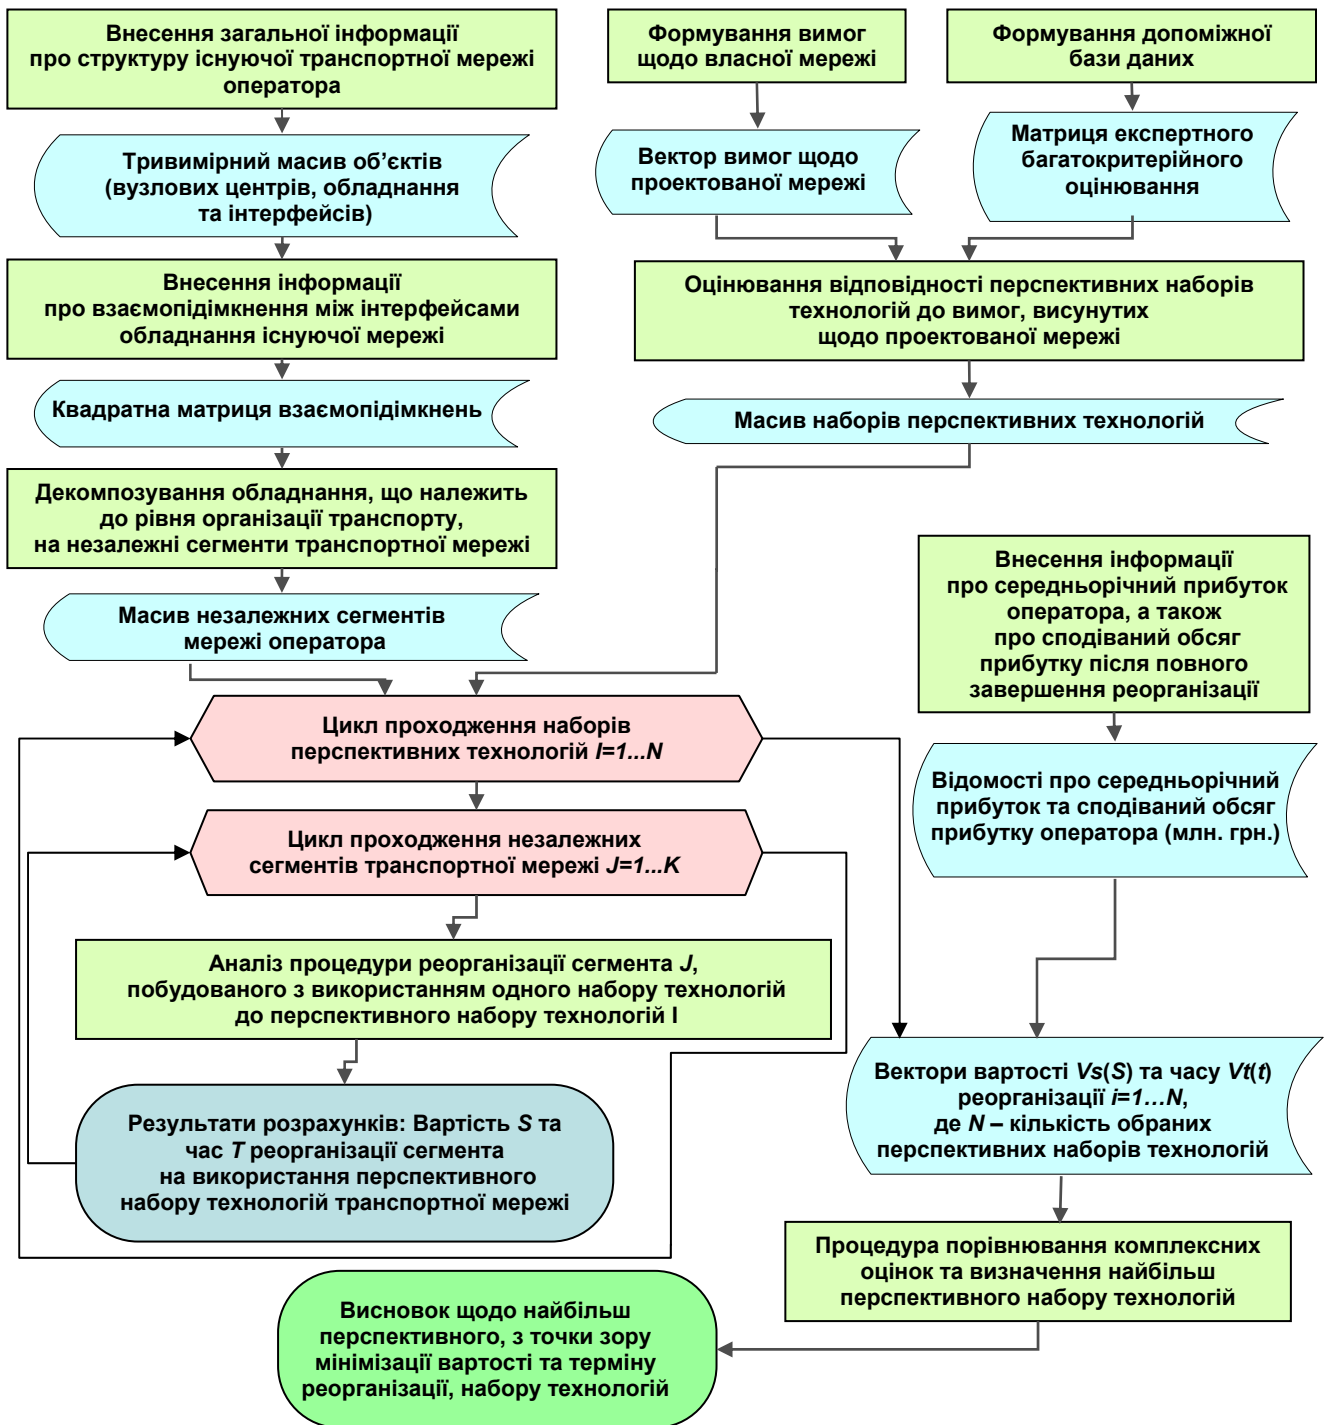 Внесення загальної інформації
про структуру існуючої транспортної мережі
оператора
Формування вимог
щодо власної мережі
Формування допоміжної
бази даних
Тривимірний масив об’єктів
(вузлових центрів, обладнання
та інтерфейсів)
Вектор вимог щодо
проектованої мережі
Матриця експертного
багатокритерійного
оцінювання
Внесення інформації
про взаємопідімкнення між інтерфейсами
обладнання існуючої мережі
Оцінювання відповідності перспективних наборів
технологій до вимог, висунутих
щодо проектованої мережі
Квадратна матриця взаємопідімкнень
Масив наборів перспективних технологій
Декомпозування обладнання, що належить
до рівня організації транспорту,
на незалежні сегменти транспортної мережі
Внесення інформації
про середньорічний прибуток
оператора, а також
про сподіваний обсяг
прибутку після повного
завершення реорганізації
Масив незалежних сегментів
мережі оператора
Цикл проходження наборів
перспективних технологій I=1...N
Відомості про середньорічний
прибуток та сподіваний обсяг
прибутку оператора (млн. грн.)
Цикл проходження незалежних
сегментів транспортної мережі J=1...K
Аналіз процедури реорганізації сегмента J,
побудованого з використанням одного набору технологій
до перспективного набору технологій I
Вектори вартості Vs(S) та часу Vt(t)
реорганізації i=1…N,
де N – кількість обраних
перспективних наборів технологій
Результати розрахунків: Вартість S та
час T реорганізації сегмента
на використання перспективного
набору технологій транспортної мережі
Процедура порівнювання комплексних
оцінок та визначення найбільш
перспективного набору технологій
Висновок щодо найбільш
перспективного, з точки зору
мінімізації вартості та терміну
реорганізації, набору технологій